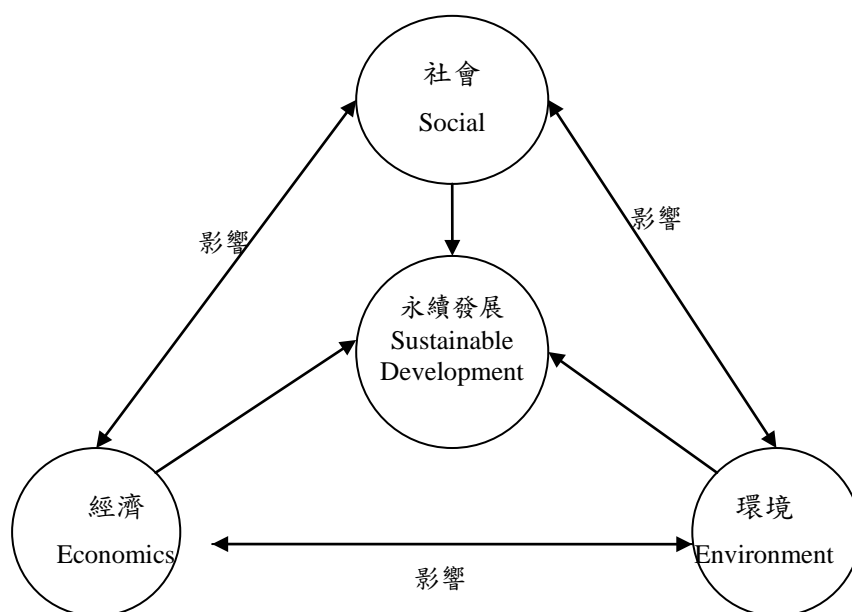 社會
Social
影響
影響
永續發展
Sustainable
Development
經濟
Economics
環境
Environment
影響